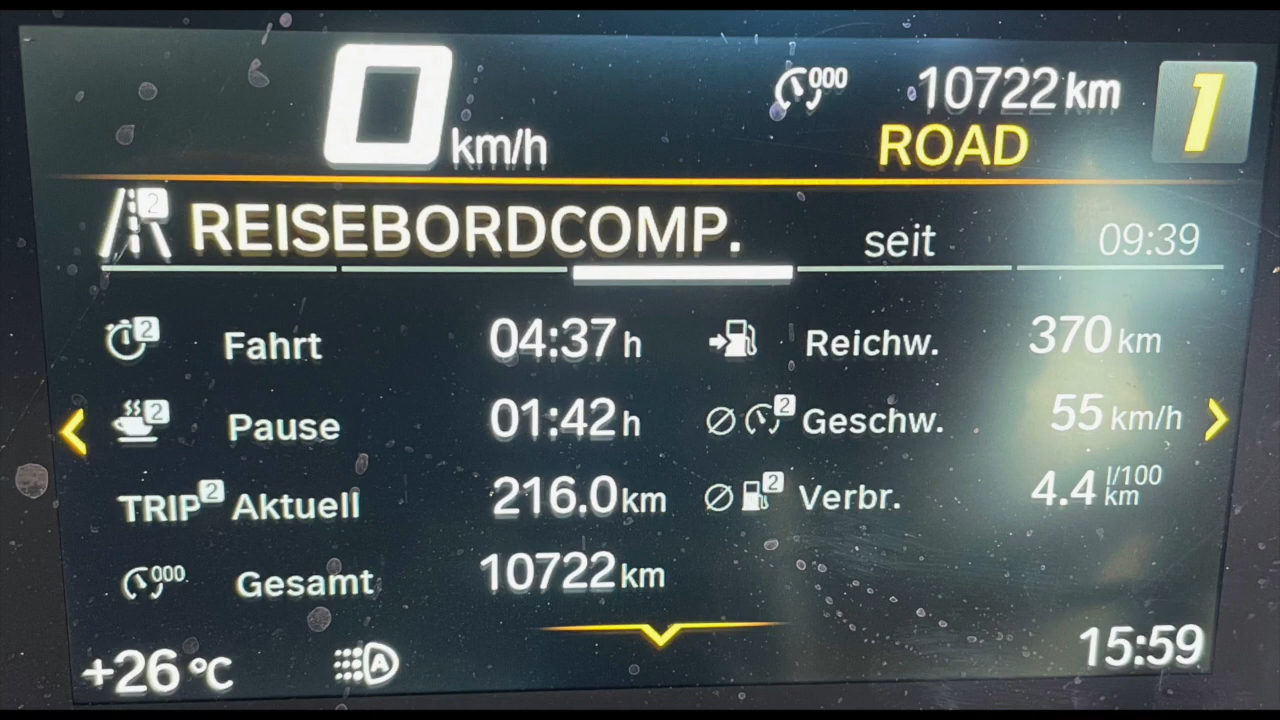 0 km/h 000 10722 km 1
ROAD
2 REISEBORDCOMP. seit 09:39
2 Fahrt 04:37 h Reichw. 370 km
2 Pause 01:42 h Ø 2 Geschw. 55 km/h
TRIP 2 Aktuell 216.0 km Ø 2 Verbr. 4.4 l/100 km
000 Gesamt 10722 km
+26 °C A 15:59